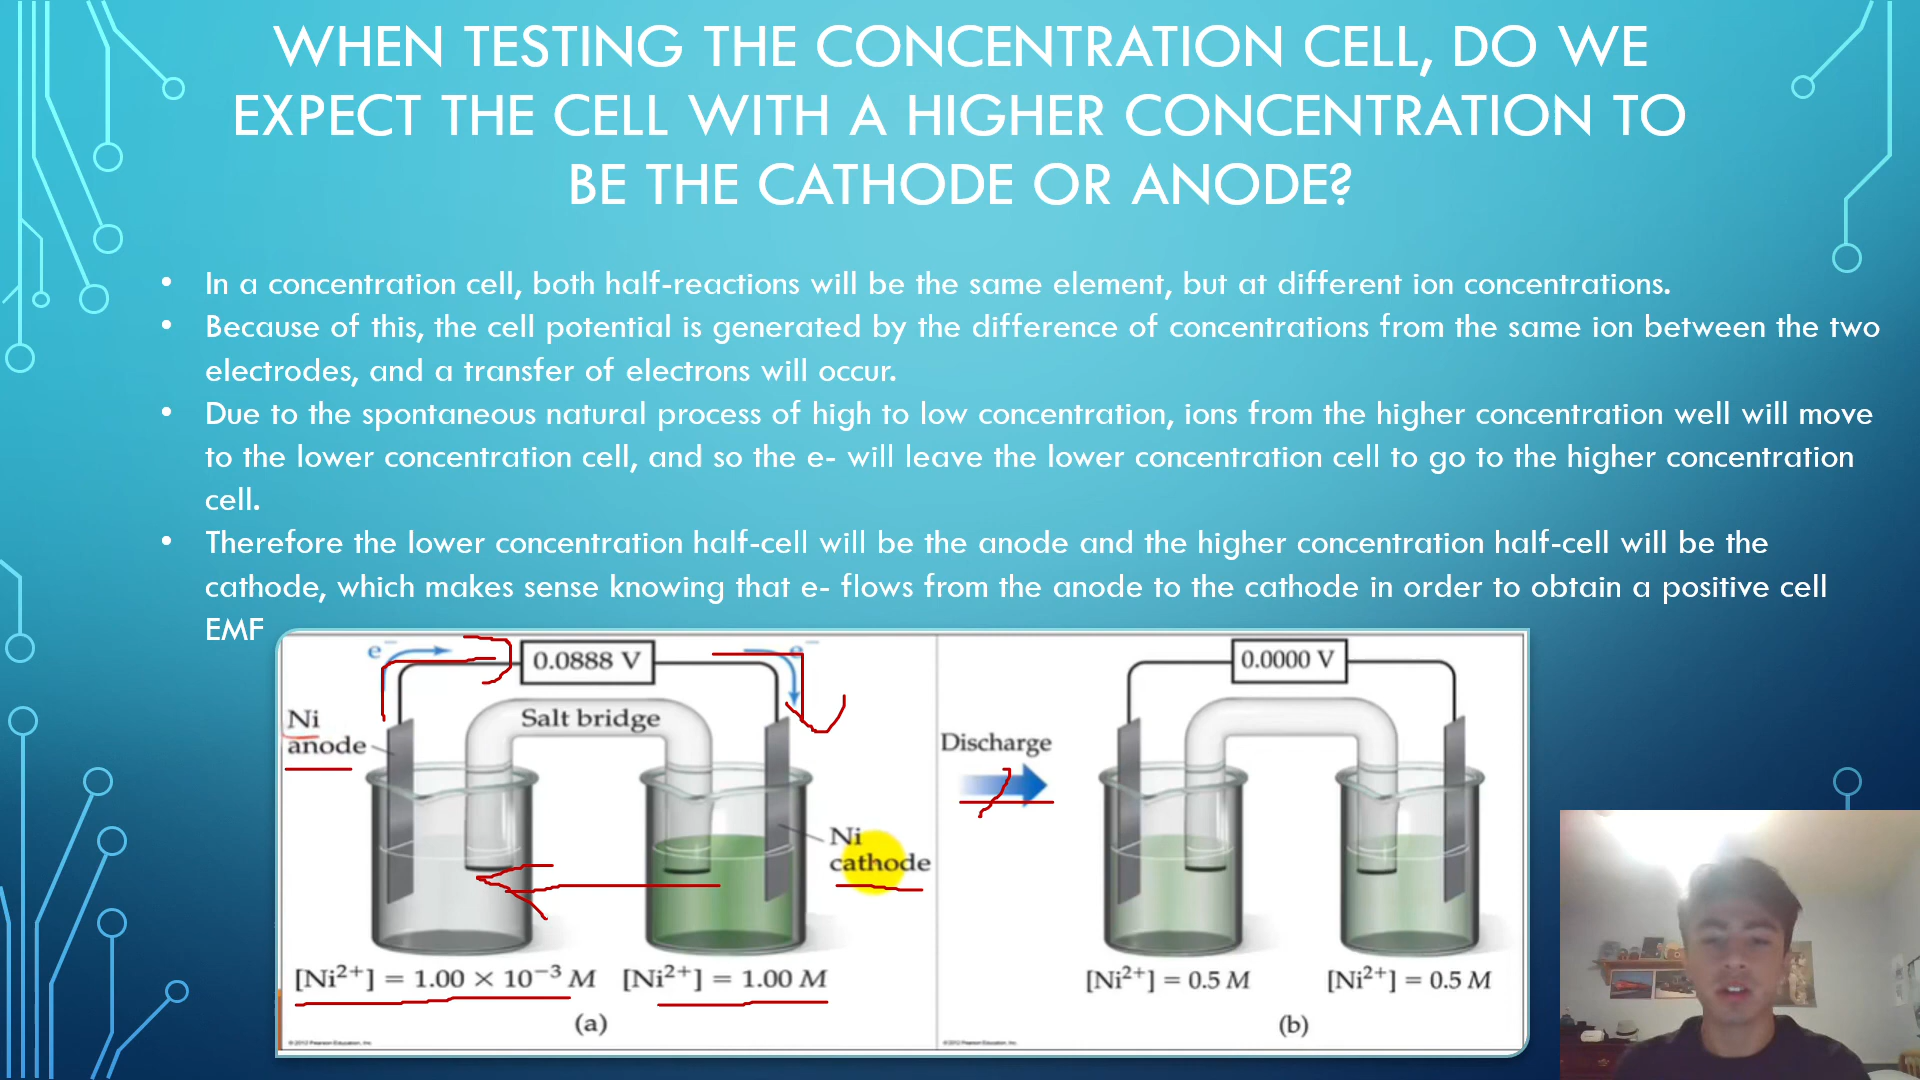 WHEN TESTING THE CONCENTRATION CELL, DO WE
EXPECT THE CELL WITH A HIGHER CONCENTRATION TO
BE THE CATHODE OR ANODE?
• In a concentration cell, both half-reactions will be the same element, but at different ion concentrations.
• Because of this, the cell potential is generated by the difference of concentrations from the same ion between the two
electrodes, and a transfer of electrons will occur.
• Due to the spontaneous natural process of high to low concentration, ions from the higher concentration well will move
to the lower concentration cell, and so the e- will leave the lower concentration cell to go to the higher concentration
cell.
• Therefore the lower concentration half-cell will be the anode and the higher concentration half-cell will be the
cathode, which makes sense knowing that e- flows from the anode to the cathode in order to obtain a positive cell
EMF
e⁻
0.0888 V
e⁻
Ni
anode
Salt bridge
Ni
cathode
[Ni²⁺] = 1.00 × 10⁻³ M
[Ni²⁺] = 1.00 M
(a)
© 2012 Pearson Education, Inc.
Discharge
0.0000 V
[Ni²⁺] = 0.5 M
[Ni²⁺] = 0.5 M
(b)
© 2012 Pearson Education, Inc.